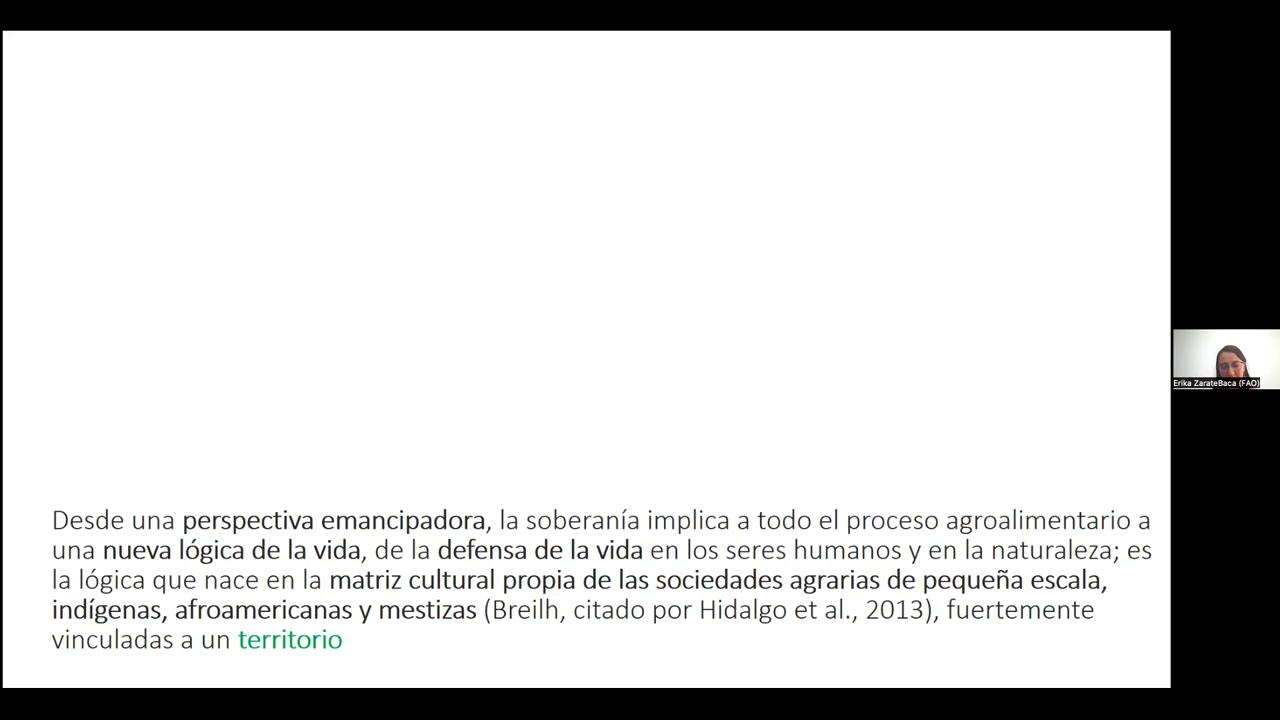 Desde una perspectiva emancipadora, la soberanía implica a todo el proceso agroalimentario a
una nueva lógica de la vida, de la defensa de la vida en los seres humanos y en la naturaleza; es
la lógica que nace en la matriz cultural propia de las sociedades agrarias de pequeña escala,
indígenas, afroamericanas y mestizas (Breilh, citado por Hidalgo et al., 2013), fuertemente
vinculadas a un territorio
Erika ZarateBaca (FAO)